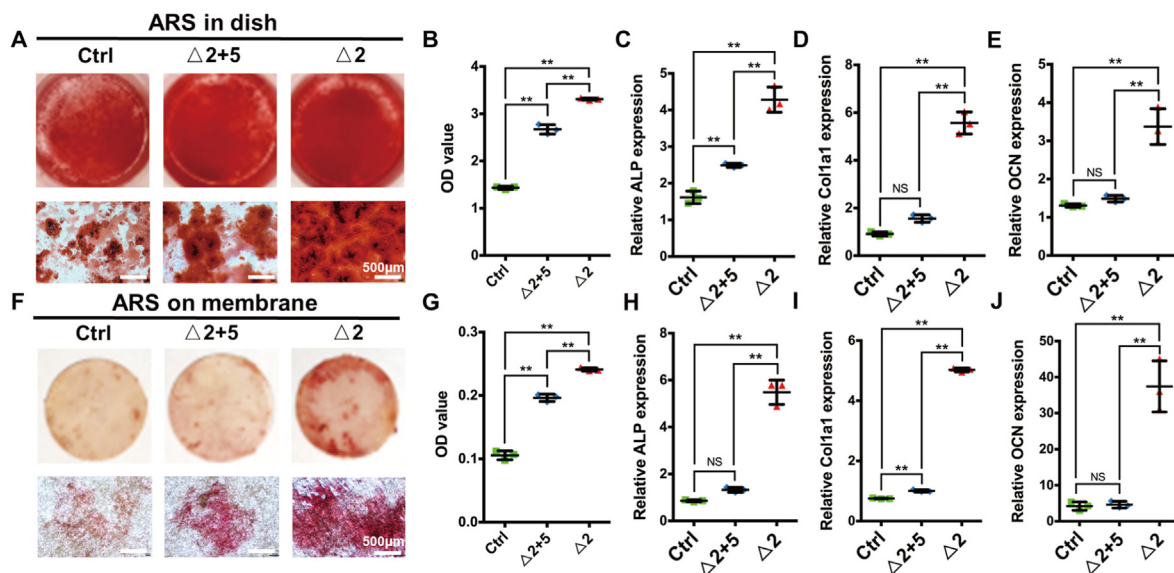 ARS in dish
A
Ctrl
△2+5
△2
500μm
B
OD value
4
3
2
1
0
**
**
**
Ctrl
△2+5
△2
C
Relative ALP expression
5
4
3
2
1
0
**
**
**
Ctrl
△2+5
△2
D
Relative Col1a1 expression
8
6
4
2
0
**
**
NS
Ctrl
△2+5
△2
E
Relative OCN expression
5
4
3
2
1
0
**
**
NS
Ctrl
△2+5
△2
F
ARS on membrane
Ctrl
△2+5
△2
500μm
G
OD value
0.3
0.2
0.1
0.0
**
**
**
Ctrl
△2+5
△2
H
Relative ALP expression
8
6
4
2
0
**
**
NS
Ctrl
△2+5
△2
I
Relative Col1a1 expression
6
4
2
0
**
**
**
Ctrl
△2+5
△2
J
Relative OCN expression
50
40
30
20
10
0
**
**
NS
Ctrl
△2+5
△2